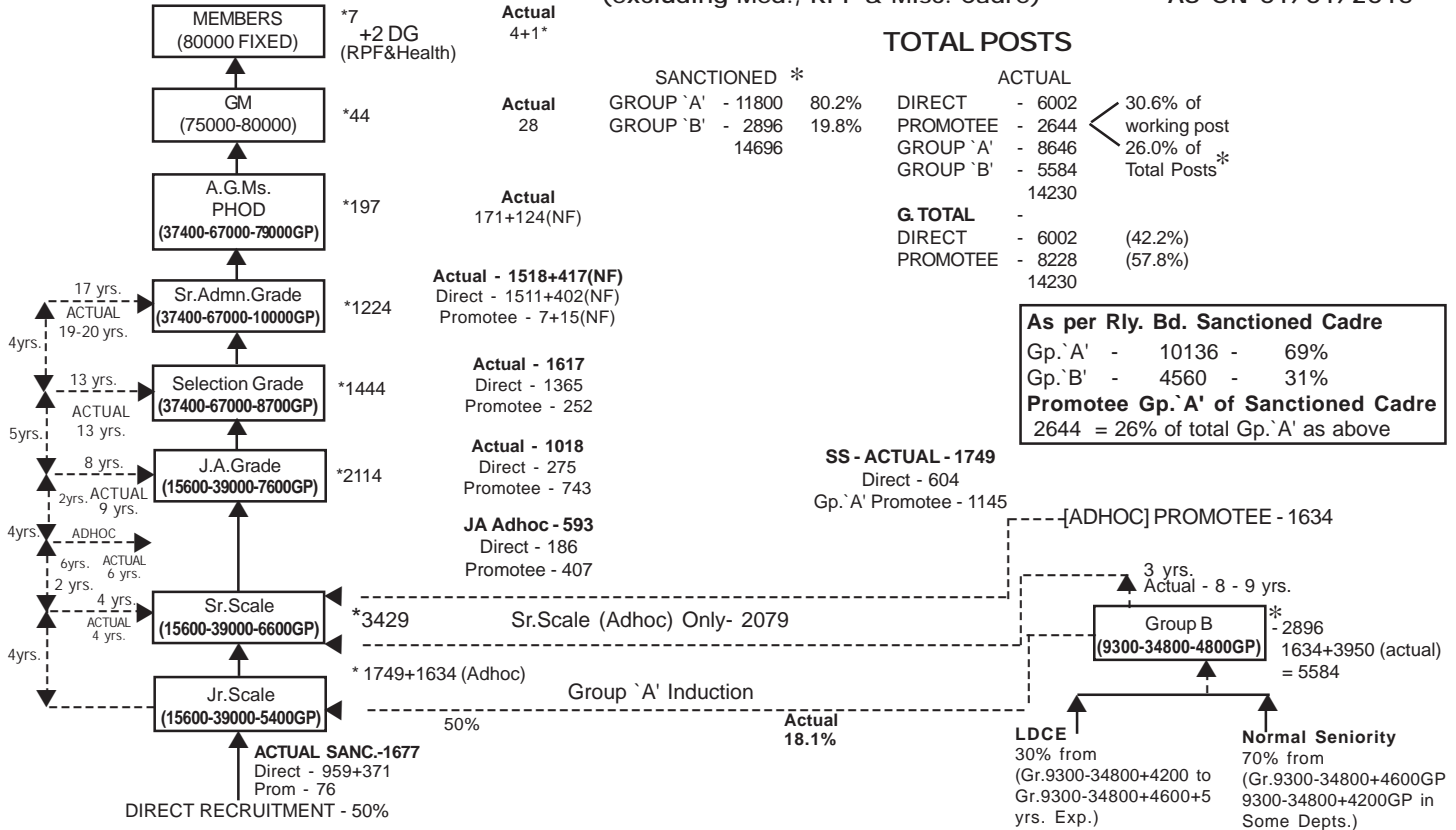 (excluding Med., RPF & Misc. Cadre)
AS ON 01/01/2016
MEMBERS
(80000 FIXED)
*7
+2 DG
(RPF&Health)
Actual
4+1*
TOTAL POSTS
SANCTIONED *
GROUP `A' - 11800 80.2%
GROUP `B' - 2896 19.8%
14696
ACTUAL
DIRECT - 6002
PROMOTEE - 2644
GROUP `A' - 8646
GROUP `B' - 5584
14230
30.6% of
working post
26.0% of
Total Posts*
G. TOTAL -
DIRECT - 6002 (42.2%)
PROMOTEE - 8228 (57.8%)
14230
GM
(75000-80000)
*44
Actual
28
A.G.Ms.
PHOD
(37400-67000-79000GP)
*197
Actual
171+124(NF)
17 yrs.
ACTUAL
19-20 yrs.
4yrs.
Sr.Admn.Grade
(37400-67000-10000GP)
*1224
Actual - 1518+417(NF)
Direct - 1511+402(NF)
Promotee - 7+15(NF)
As per Rly. Bd. Sanctioned Cadre
Gp.`A' - 10136 - 69%
Gp.`B' - 4560 - 31%
Promotee Gp.`A' of Sanctioned Cadre
2644 = 26% of total Gp.`A' as above
13 yrs.
ACTUAL
13 yrs.
5yrs.
Selection Grade
(37400-67000-8700GP)
*1444
Actual - 1617
Direct - 1365
Promotee - 252
8 yrs.
2yrs. ACTUAL
9 yrs.
J.A.Grade
(15600-39000-7600GP)
*2114
Actual - 1018
Direct - 275
Promotee - 743
SS - ACTUAL - 1749
Direct - 604
Gp.`A' Promotee - 1145
4yrs.
ADHOC
6yrs. ACTUAL
6 yrs.
2 yrs.
JA Adhoc - 593
Direct - 186
Promotee - 407
[ADHOC] PROMOTEE - 1634
4 yrs.
ACTUAL
4 yrs.
Sr.Scale
(15600-39000-6600GP)
*3429
Sr.Scale (Adhoc) Only- 2079
3 yrs.
Actual - 8 - 9 yrs.
Group B
(9300-34800-4800GP)
*
- 2896
1634+3950 (actual)
= 5584
4yrs.
* 1749+1634 (Adhoc)
Jr.Scale
(15600-39000-5400GP)
Group `A' Induction
50%
Actual
18.1%
ACTUAL SANC.-1677
Direct - 959+371
Prom - 76
DIRECT RECRUITMENT - 50%
LDCE
30% from
(Gr.9300-34800+4200 to
Gr.9300-34800+4600+5
yrs. Exp.)
Normal Seniority
70% from
(Gr.9300-34800+4600GP
9300-34800+4200GP in
Some Depts.)